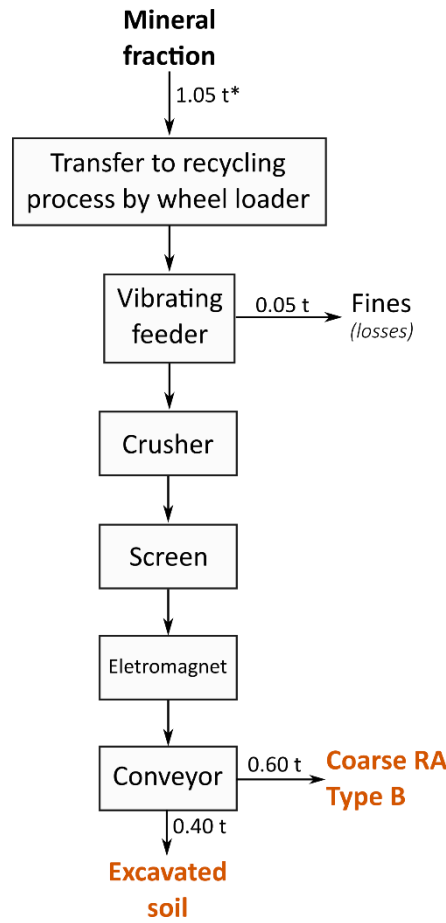 Mineral
fraction
1.05 t*
Transfer to recycling
process by wheel loader
Vibrating
feeder
0.05 t
Fines
(losses)
Crusher
Screen
Eletromagnet
Conveyor
0.60 t
Coarse RA
Type B
0.40 t
Excavated
soil